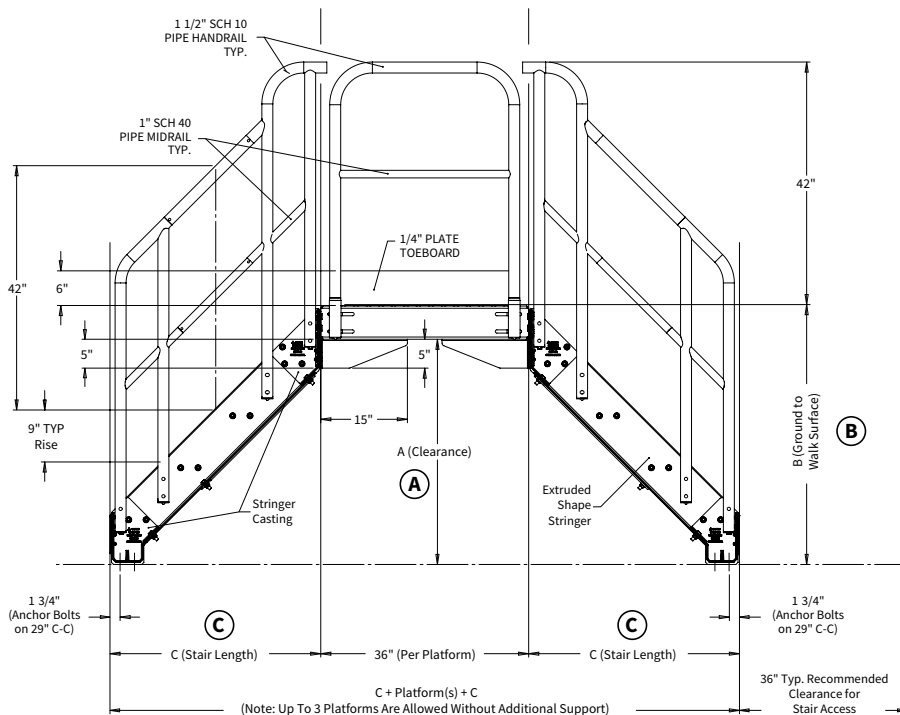 1 1/2" SCH 10
PIPE HANDRAIL
TYP.
1" SCH 40
PIPE MIDRAIL
TYP.
42"
1/4" PLATE
TOEBOARD
42"
6"
5"
5"
15"
9" TYP
Rise
A (Clearance)
A
B (Ground to
Walk Surface)
B
Stringer
Casting
Extruded
Shape
Stringer
1 3/4"
(Anchor Bolts
on 29" C-C)
C
C
1 3/4"
(Anchor Bolts
on 29" C-C)
C (Stair Length)
36" (Per Platform)
C (Stair Length)
C + Platform(s) + C
(Note: Up To 3 Platforms Are Allowed Without Additional Support)
36" Typ. Recommended
Clearance for
Stair Access